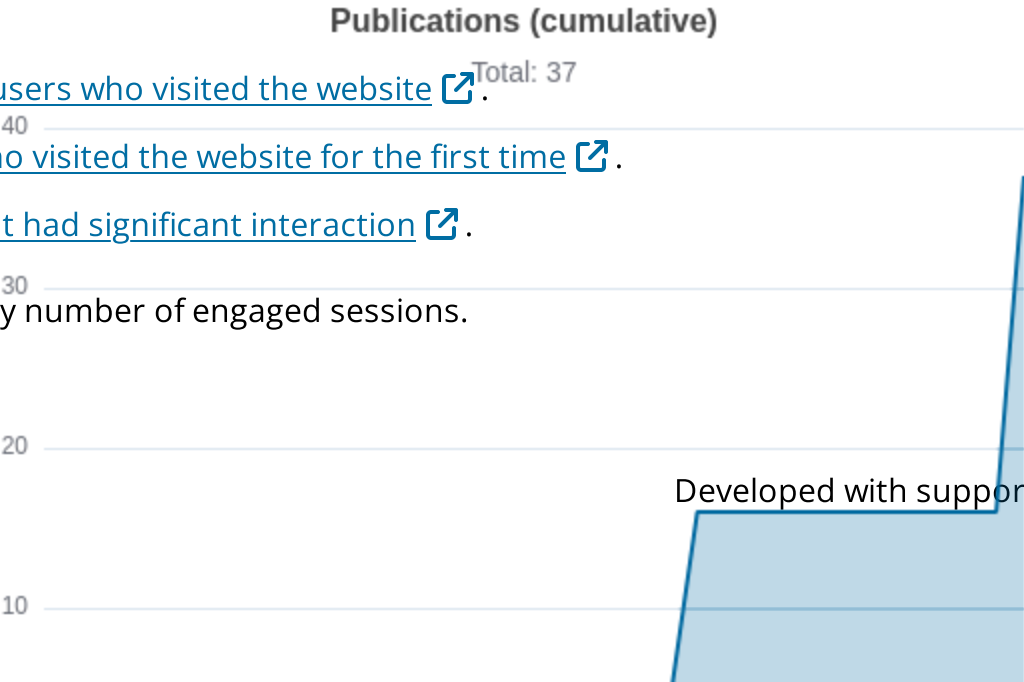 Publications (cumulative)
Total: 37
users who visited the website.
40
visited the website for the first time.
had significant interaction.
30
number of engaged sessions.
20
Developed with
10